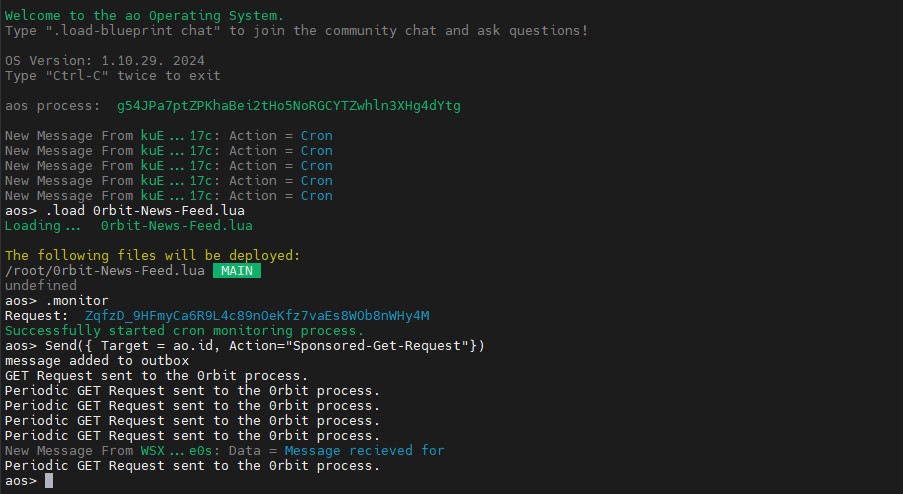 Welcome to the ao Operating System.
Type ".load-blueprint chat" to join the community chat and ask questions!
OS Version: 1.10.29. 2024
Type "Ctrl-C" twice to exit
aos process:  g54JPa7ptZPKhaBei2tHo5NoRGCYTZwhln3XHg4dYtg
New Message From kuE...17c: Action = Cron
New Message From kuE...17c: Action = Cron
New Message From kuE...17c: Action = Cron
New Message From kuE...17c: Action = Cron
New Message From kuE...17c: Action = Cron
aos> .load 0rbit-News-Feed.lua
Loading...  0rbit-News-Feed.lua
The following files will be deployed:
/root/0rbit-News-Feed.lua MAIN
undefined
aos> .monitor
Request:  ZqfzD_9HFmyCa6R9L4c89nOeKfz7vaEs8WOb8nWHy4M
Successfully started cron monitoring process.
aos> Send({ Target = ao.id, Action="Sponsored-Get-Request"})
message added to outbox
GET Request sent to the 0rbit process.
Periodic GET Request sent to the 0rbit process.
Periodic GET Request sent to the 0rbit process.
Periodic GET Request sent to the 0rbit process.
Periodic GET Request sent to the 0rbit process.
New Message From WSX...e0s: Data = Message recieved for
Periodic GET Request sent to the 0rbit process.
aos>